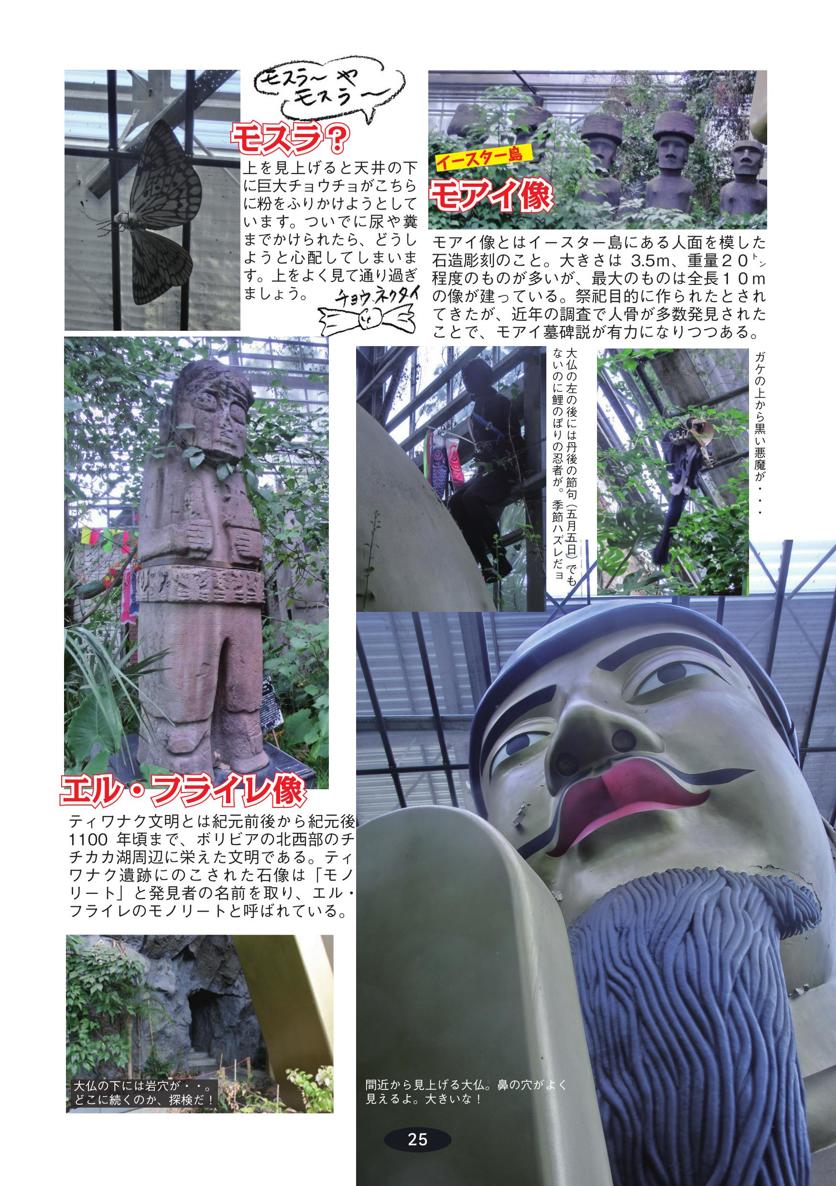 モスラ〜 や
モスラ〜
モスラ？
上を見上げると天井の下
に巨大チョウチョがこちら
に粉をふりかけようとして
います。ついでに尿や糞
までかけられたら、どうし
ようと心配してしまいま
す。上をよく見て通り過ぎ
ましょう。
チョウ.ネクタイ
イースター島
モアイ像
モアイ像とはイースター島にある人面を模した
石造彫刻のこと。大きさは 3.5m、重量２０㌧
程度のものが多いが、最大のものは全長１０ｍ
の像が建っている。祭祀目的に作られたとされ
てきたが、近年の調査で人骨が多数発見された
ことで、モアイ墓碑説が有力になりつつある。
大仏の左の後には丹後の節句（五月五日）でも
ないのに鯉のぼりの忍者が。季節ハズレだョ
ガケの上から黒い悪魔が・・・
エル・フライレ像
ティワナク文明とは紀元前後から紀元後
1100 年頃まで、ボリビアの北西部のチ
チカカ湖周辺に栄えた文明である。ティ
ワナク遺跡にのこされた石像は「モノ
リート」と発見者の名前を取り、エル・
フライレのモノリートと呼ばれている。
大仏の下には岩穴が・・。
どこに続くのか、探検だ！
間近から見上げる大仏。鼻の穴がよく
見えるよ。大きいな！
25